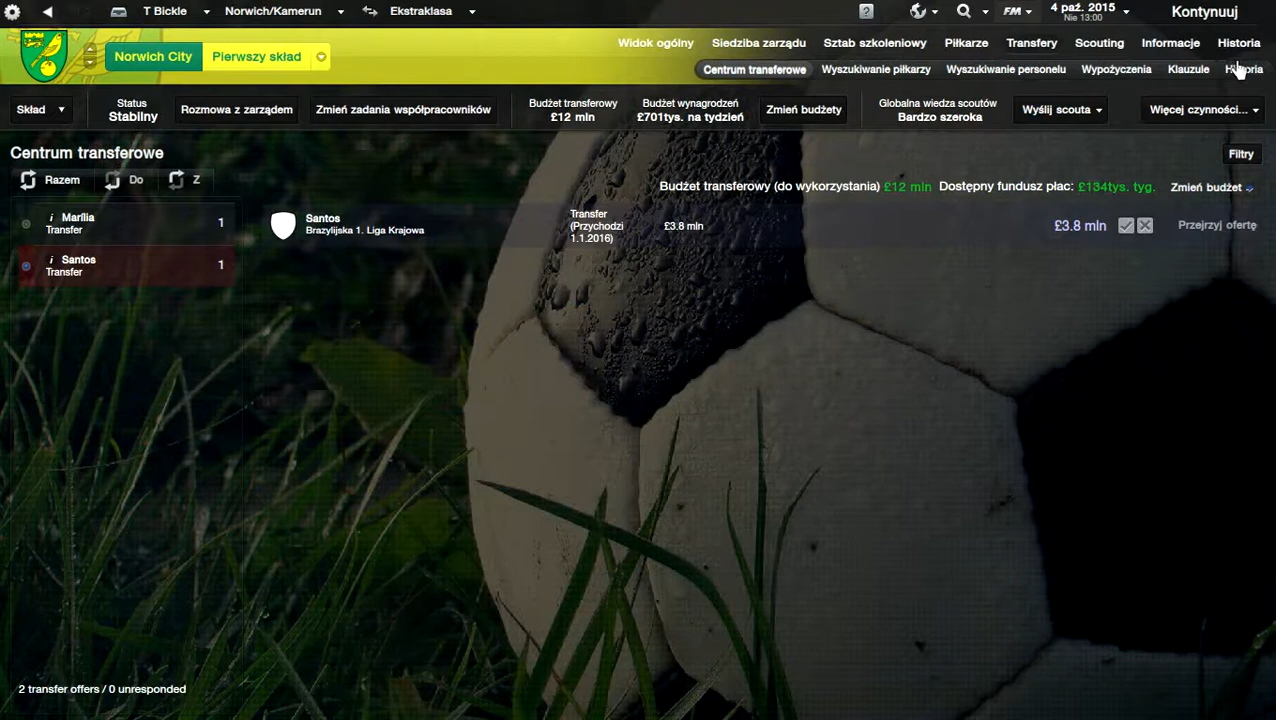 T Bickle Norwich/Kamerun Ekstraklasa ? FM 4 paź. 2015 Kontynuuj
Nie 13:00
Norwich City Pierwszy skład
Widok ogólny Siedziba zarządu Sztab szkoleniowy Piłkarze Transfery Scouting Informacje Historia
Centrum transferowe Wyszukiwanie piłkarzy Wyszukiwanie personelu Wypożyczenia Klauzule Historia
Skład Status Rozmowa z zarządem Zmień zadania współpracowników Budżet transferowy Budżet wynagrodzeń Zmień budżety Globalna wiedza scoutów Wyślij scouta Więcej czynności...
Stabilny £12 mln £701tys. na tydzień Bardzo szeroka
Centrum transferowe Filtry
Razem Do Z
Budżet transferowy (do wykorzystania) £12 mln Dostępny fundusz płac: £134tys. tyg. Zmień budżet
i Marília 1
Transfer
Santos
Brazylijska 1. Liga Krajowa
Transfer
(Przychodzi
1.1.2016)
£3.8 mln £3.8 mln Przejrzyj ofertę
i Santos 1
Transfer
2 transfer offers / 0 unresponded